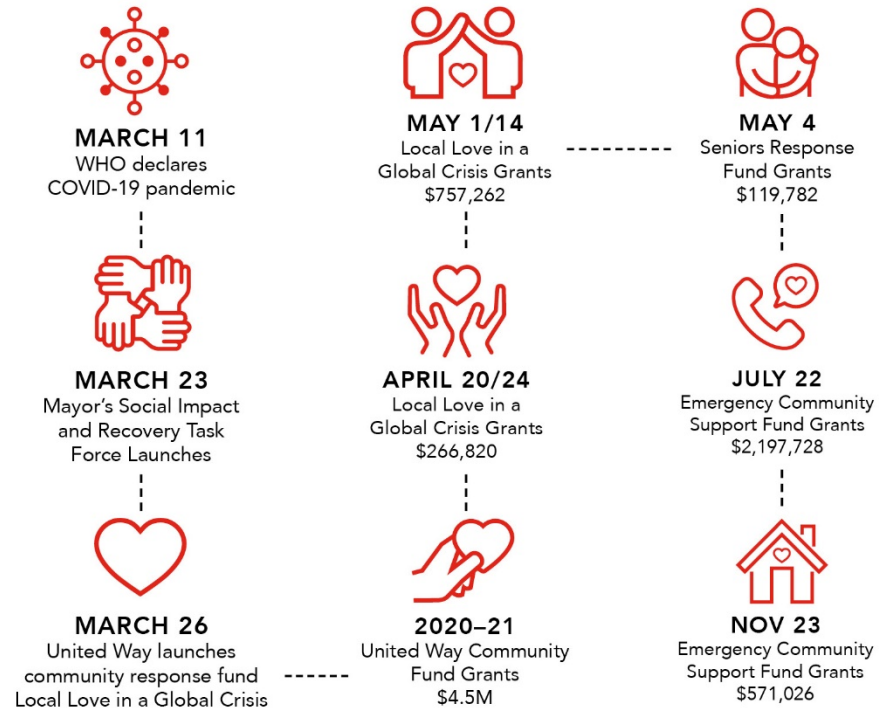 MARCH 11
WHO declares
COVID-19 pandemic
MARCH 23
Mayor's Social Impact
and Recovery Task
Force Launches
MARCH 26
United Way launches
community response fund
Local Love in a Global Crisis
2020–21
United Way Community
Fund Grants
$4.5M
APRIL 20/24
Local Love in a
Global Crisis Grants
$266,820
MAY 1/14
Local Love in a
Global Crisis Grants
$757,262
MAY 4
Seniors Response
Fund Grants
$119,782
JULY 22
Emergency Community
Support Fund Grants
$2,197,728
NOV 23
Emergency Community
Support Fund Grants
$571,026